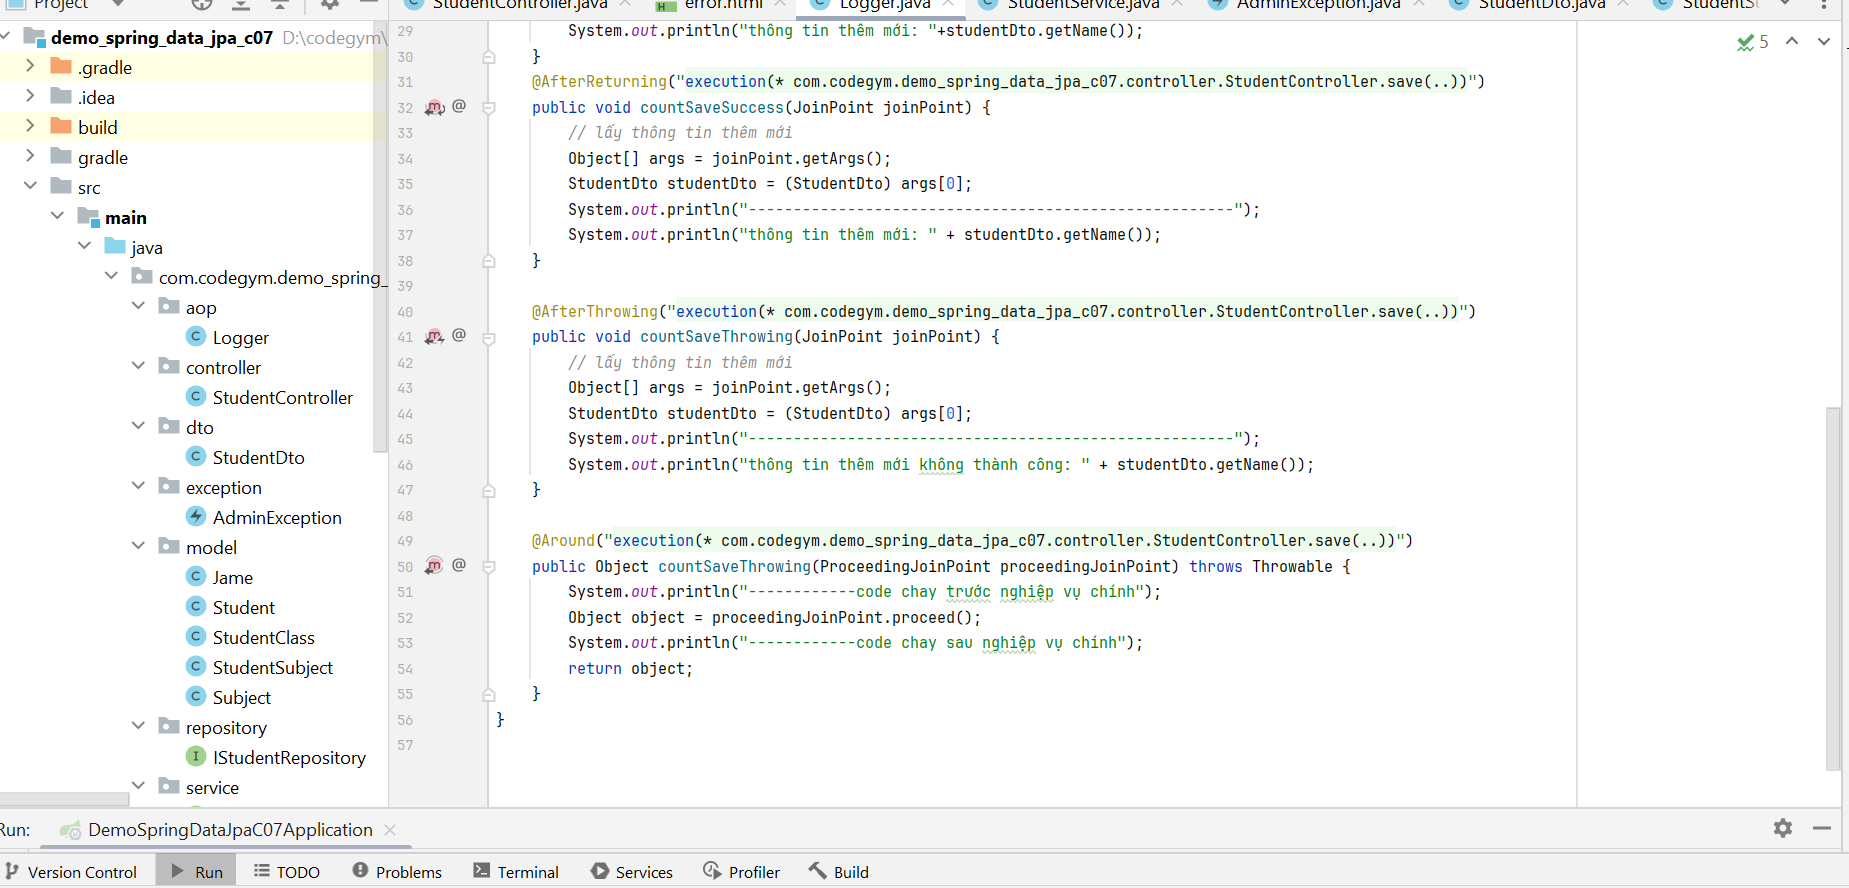 Project
StudentController.java
error.html
Logger.java
StudentService.java
AdminException.java
StudentDto.java
demo_spring_data_jpa_c07 D:\codegym\
.gradle
.idea
build
gradle
src
main
java
com.codegym.demo_spring_
aop
Logger
controller
StudentController
dto
StudentDto
exception
AdminException
model
Jame
Student
StudentClass
StudentSubject
Subject
repository
IStudentRepository
service
5
29 System.out.println("thông tin thêm mới: "+studentDto.getName());
30 }
31 @AfterReturning("execution(* com.codegym.demo_spring_data_jpa_c07.controller.StudentController.save(..))")
32 @ public void countSaveSuccess(JoinPoint joinPoint) {
33 // lấy thông tin thêm mới
34 Object[] args = joinPoint.getArgs();
35 StudentDto studentDto = (StudentDto) args[0];
36 System.out.println("------------------------------------------------------");
37 System.out.println("thông tin thêm mới: " + studentDto.getName());
38 }
39
40 @AfterThrowing("execution(* com.codegym.demo_spring_data_jpa_c07.controller.StudentController.save(..))")
41 @ public void countSaveThrowing(JoinPoint joinPoint) {
42 // lấy thông tin thêm mới
43 Object[] args = joinPoint.getArgs();
44 StudentDto studentDto = (StudentDto) args[0];
45 System.out.println("------------------------------------------------------");
46 System.out.println("thông tin thêm mới không thành công: " + studentDto.getName());
47 }
48
49 @Around("execution(* com.codegym.demo_spring_data_jpa_c07.controller.StudentController.save(..))")
50 @ public Object countSaveThrowing(ProceedingJoinPoint proceedingJoinPoint) throws Throwable {
51 System.out.println("------------code chay trước nghiệp vụ chính");
52 Object object = proceedingJoinPoint.proceed();
53 System.out.println("------------code chay sau nghiệp vụ chính");
54 return object;
55 }
56 }
57
Run: DemoSpringDataJpaC07Application
Version Control Run TODO Problems Terminal Services Profiler Build